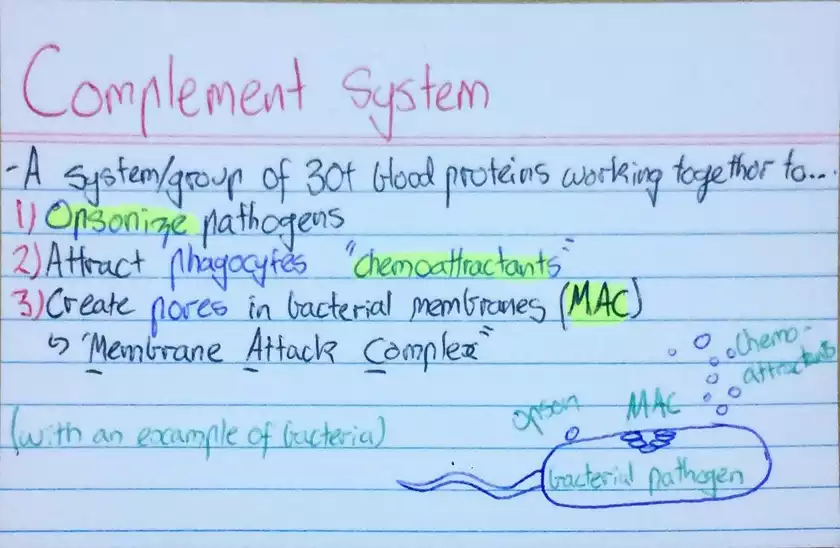 Complement System
-A system/group of 30+ blood proteins working together to...
1) Opsonize pathogens
2) Attract phagocytes "chemoattractants"
3) Create pores in bacterial membranes (MAC)
↳ "Membrane Attack Complex"
(with an example of bacteria)
opson
MAC
chemo-
attractants
bacterial pathogen